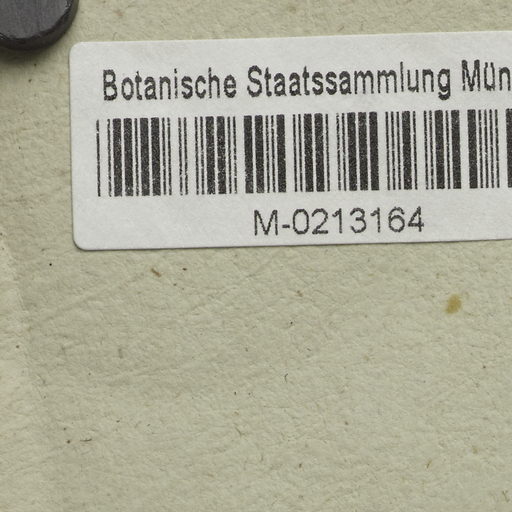 Botanische Staatssammlung Mün
M-0213164